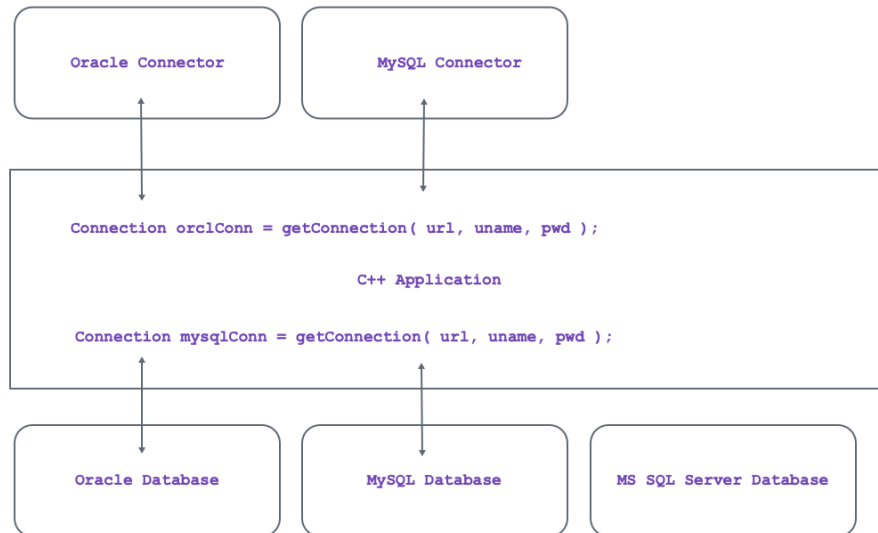 Oracle Connector
MySQL Connector
Connection orclConn = getConnection( url, uname, pwd );
C++ Application
Connection mysqlConn = getConnection( url, uname, pwd );
Oracle Database
MySQL Database
MS SQL Server Database